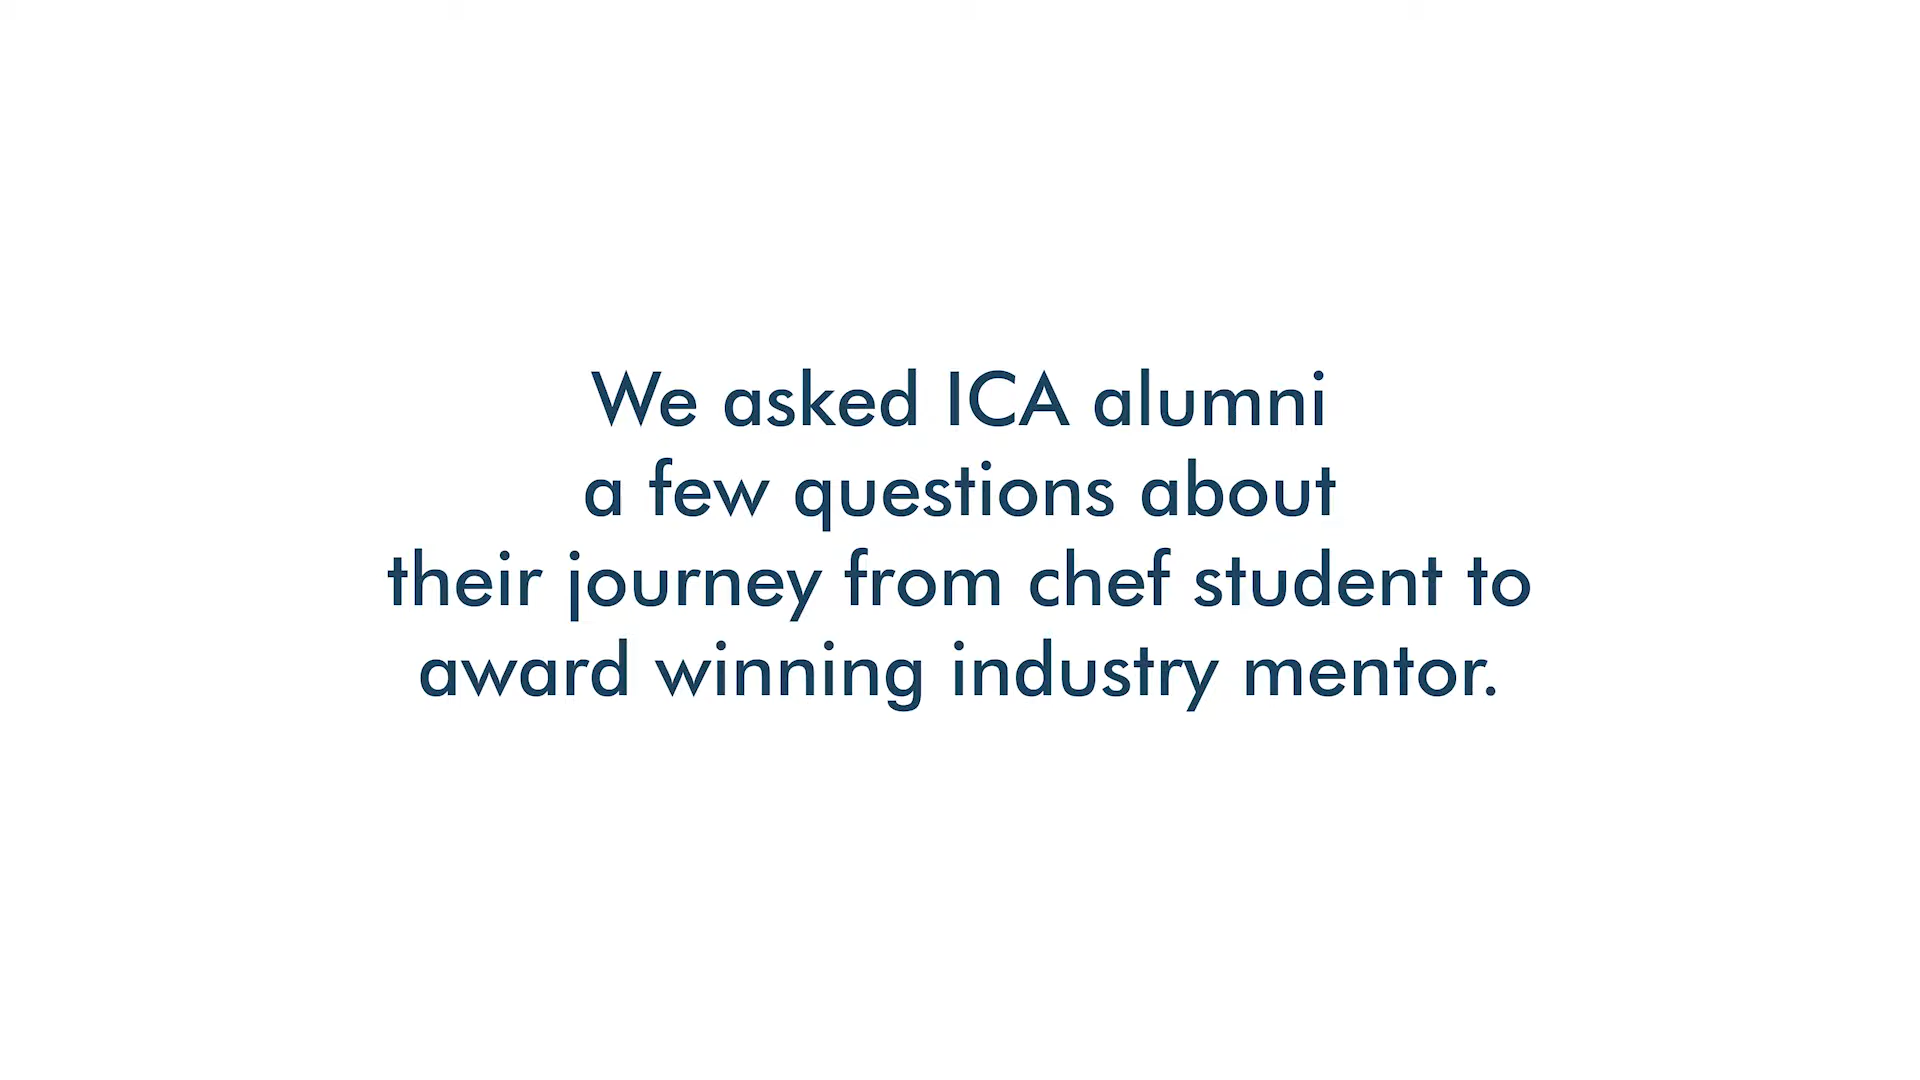 We asked ICA alumni
a few questions about
their journey from chef student to
award winning industry mentor.